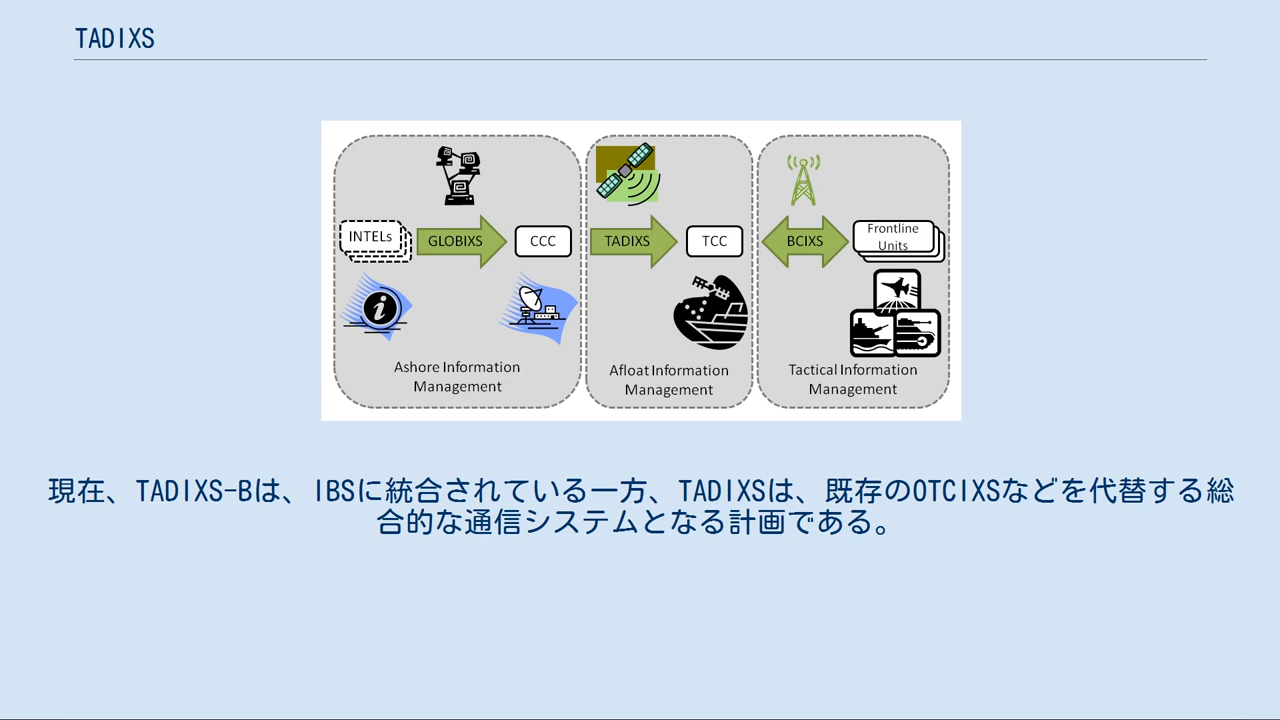 TADIXS
INTELs
GLOBIXS
CCC
TADIXS
TCC
BCIXS
Frontline
Units
Ashore Information
Management
Afloat Information
Management
Tactical Information
Management
現在、TADIXS-Bは、IBSに統合されている一方、TADIXSは、既存のOTCIXSなどを代替する総
合的な通信システムとなる計画である。